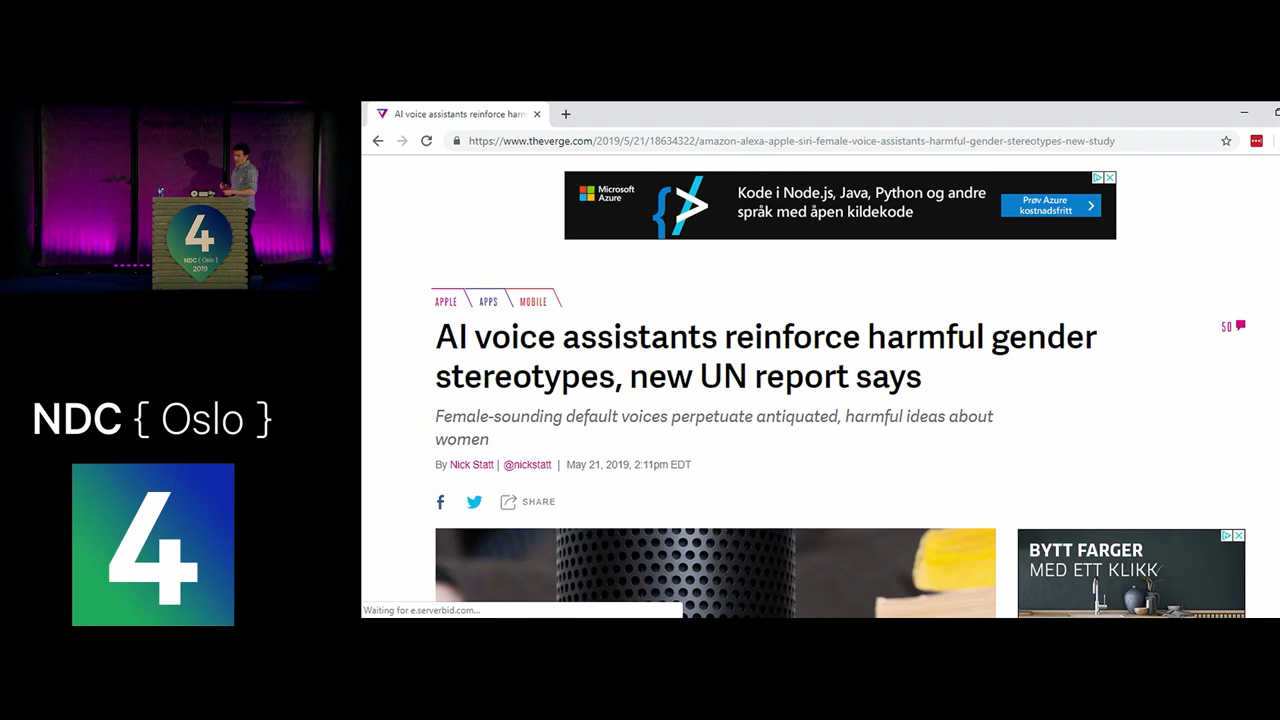 4
NDC { Oslo }
2019
NDC { Oslo }
4
AI voice assistants reinforce harm
https://www.theverge.com/2019/5/21/18634322/amazon-alexa-apple-siri-female-voice-assistants-harmful-gender-stereotypes-new-study
Microsoft
Azure
Kode i Node.js, Java, Python og andre
språk med åpen kildekode
Prøv Azure
kostnadsfritt
APPLE APPS MOBILE
AI voice assistants reinforce harmful gender
stereotypes, new UN report says
50
Female-sounding default voices perpetuate antiquated, harmful ideas about
women
By Nick Statt | @nickstatt | May 21, 2019, 2:11pm EDT
SHARE
BYTT FARGER
MED ETT KLIKK
Waiting for e.serverbid.com...